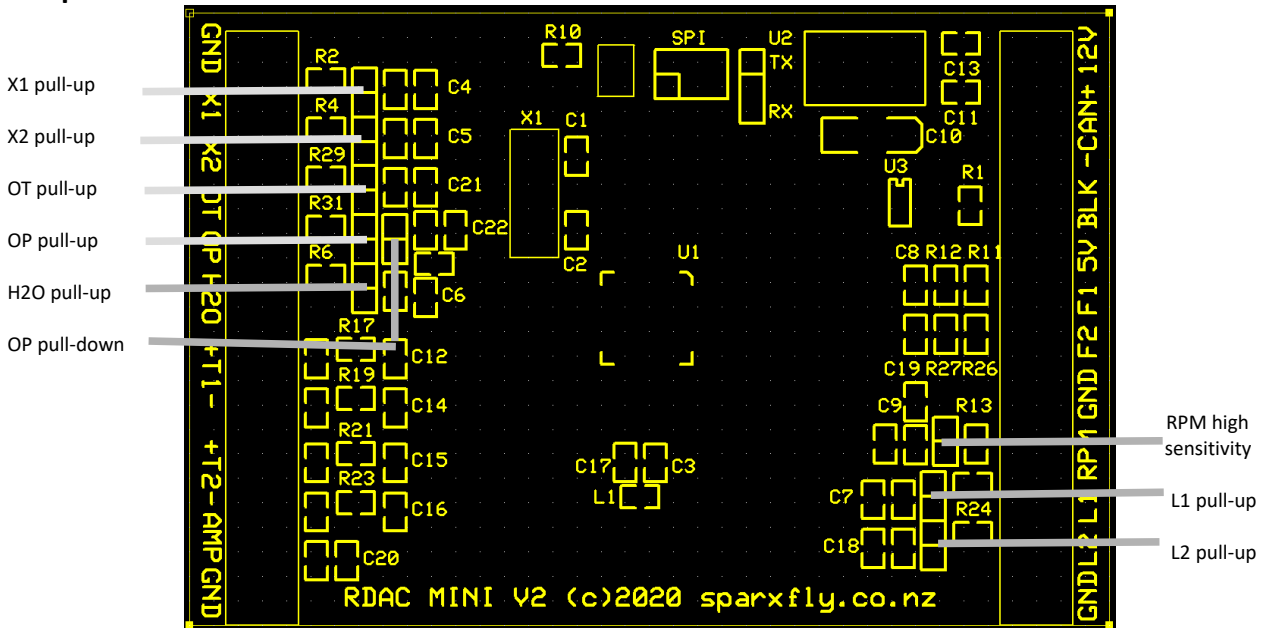 X1 pull-up
X2 pull-up
OT pull-up
OP pull-up
H2O pull-up
OP pull-down
GND X1 X2 OT OP H2O +T1- +T2-AMP GND
R2
R4
R29
R31
R6
R17
R19
R21
R23
C4
C5
C21
C22
C6
C12
C14
C15
C16
C20
R10
SPI
U2
TX
RX
X1
C1
C2
U1
C17
C3
L1
C13
C11
C10
U3
R1
C8 R12 R11
C19 R27R26
C9
R13
C7
R24
C18
GNDL2 L1 RPM GND F2 F1 5V BLK -CAN+ 12V
RPM high
sensitivity
L1 pull-up
L2 pull-up
RDAC MINI V2 (c)2020 sparxfly.co.nz